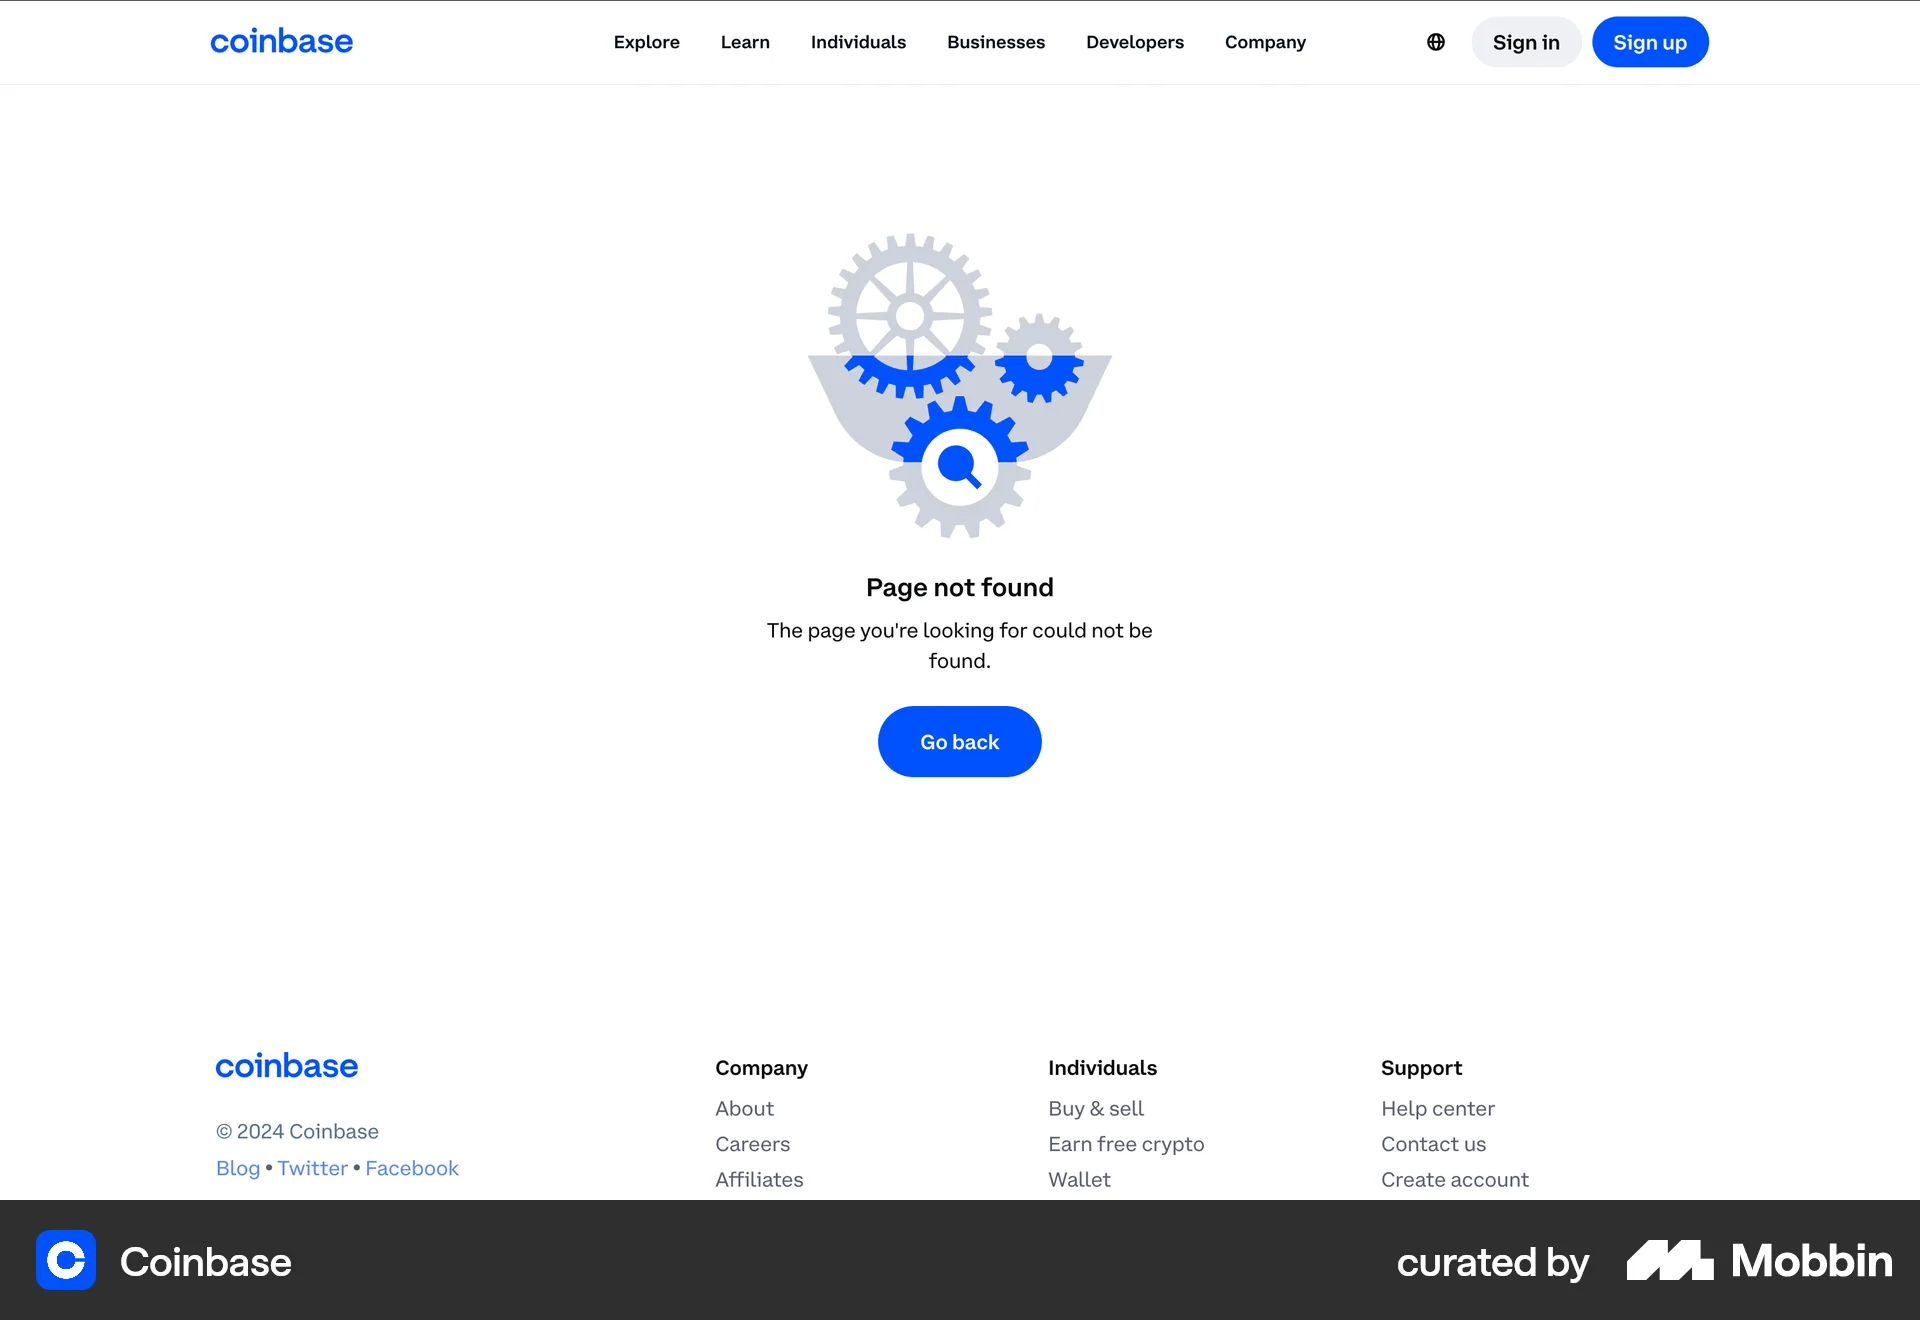 coinbase
Explore Learn Individuals Businesses Developers Company
Sign in
Sign up
Page not found
The page you're looking for could not be
found.
Go back
coinbase
© 2024 Coinbase
Blog • Twitter • Facebook
Company
About
Careers
Affiliates
Individuals
Buy & sell
Earn free crypto
Wallet
Support
Help center
Contact us
Create account
Coinbase
curated by Mobbin